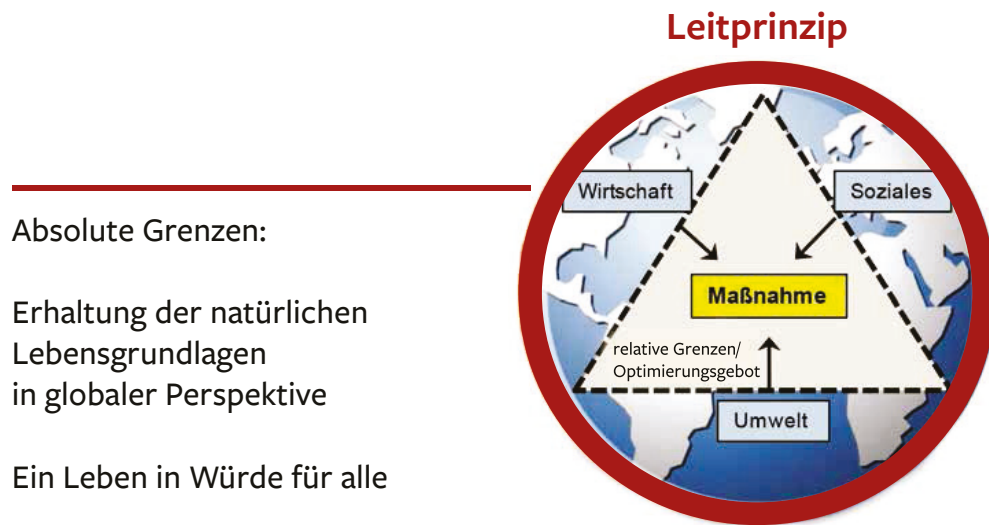 Leitprinzip
Wirtschaft
Soziales
Maßnahme
relative Grenzen/
Optimierungsgebot
Umwelt
Absolute Grenzen:
Erhaltung der natürlichen
Lebensgrundlagen
in globaler Perspektive
Ein Leben in Würde für alle